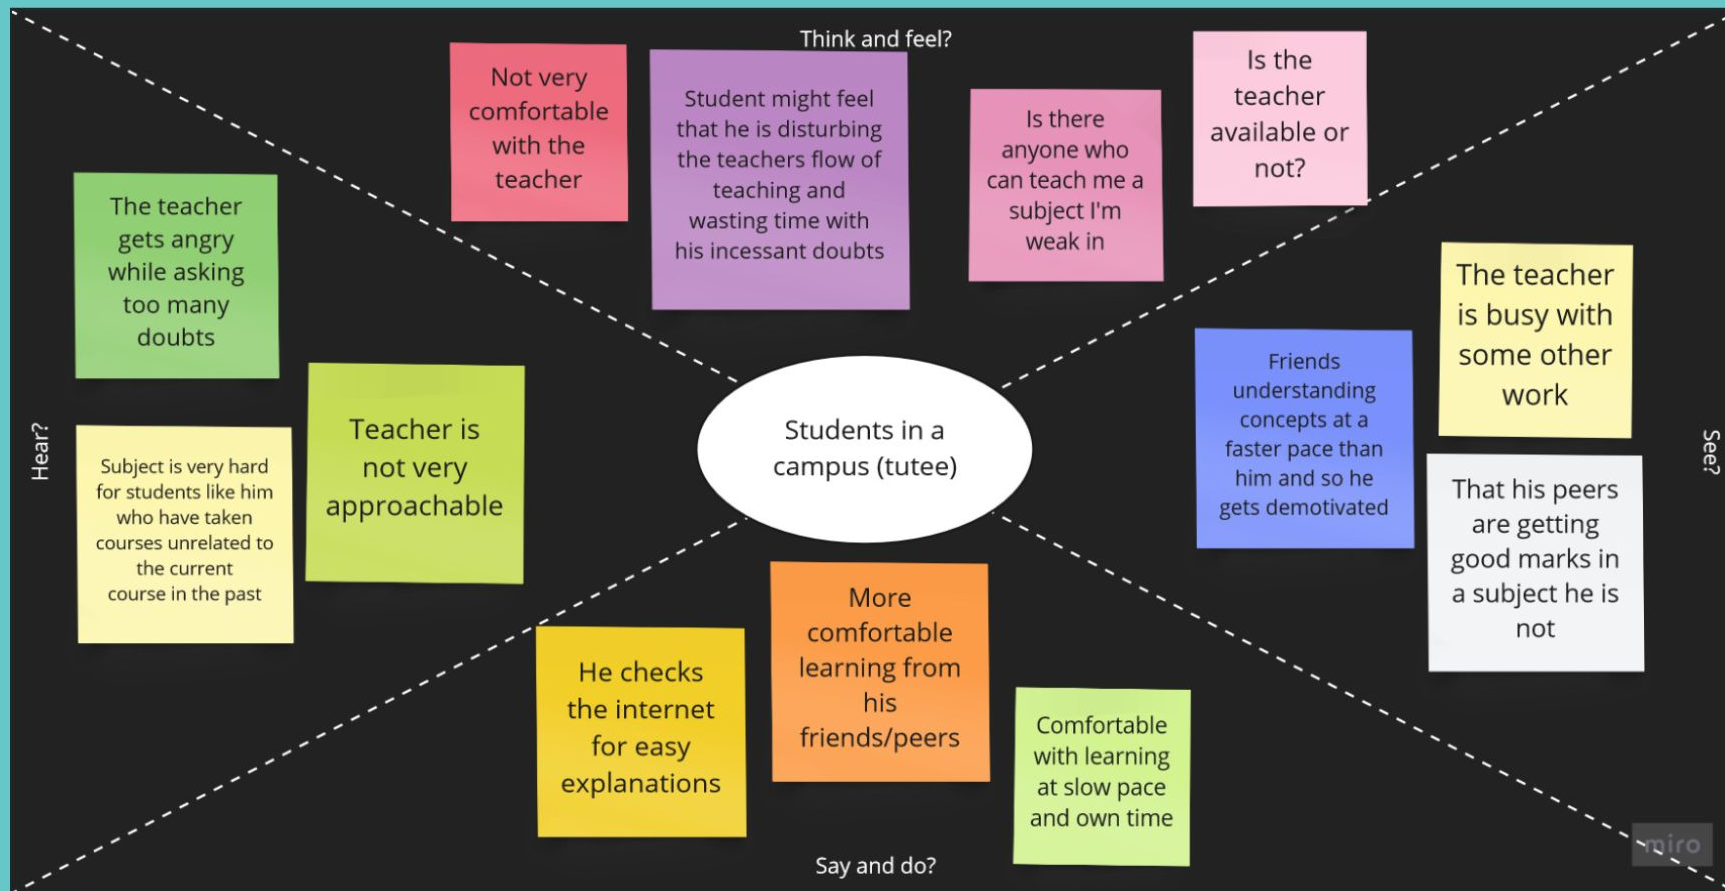 Think and feel?
Not very
comfortable
with the
teacher
Student might feel
that he is disturbing
the teachers flow of
teaching and
wasting time with
his incessant doubts
Is there
anyone who
can teach me a
subject I'm
weak in
Is the
teacher
available or
not?
Hear?
The teacher
gets angry
while asking
too many
doubts
Teacher is
not very
approachable
Subject is very hard
for students like him
who have taken
courses unrelated to
the current
course in the past
Students in a
campus (tutee)
See?
The teacher
is busy with
some other
work
Friends
understanding
concepts at a
faster pace than
him and so he
gets demotivated
That his peers
are getting
good marks in
a subject he is
not
He checks
the internet
for easy
explanations
More
comfortable
learning from
his
friends/peers
Comfortable
with learning
at slow pace
and own time
Say and do?
miro